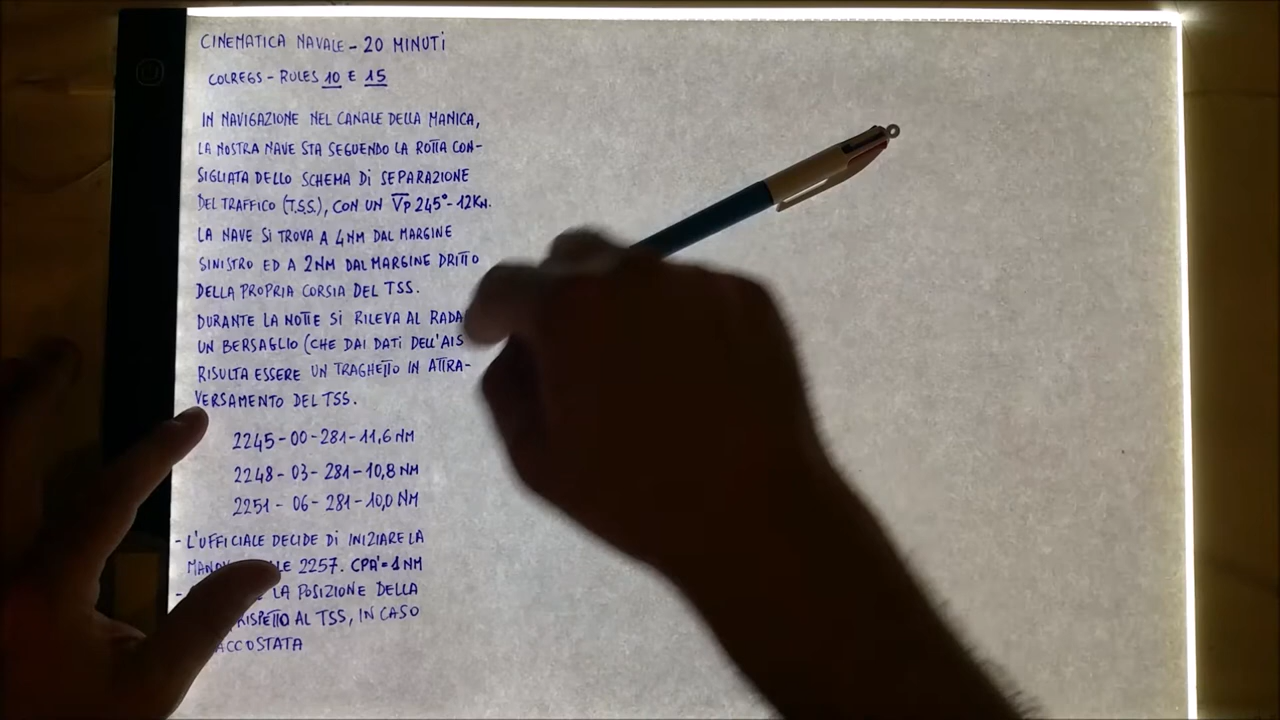 CINEMATICA NAVALE - 20 MINUTi
COLREGS - RULES 10 E 15
IN NAVIGAZIONE NEL CANALE DELLA MANICA,
LA NOSTRA NAVE STA SEGUENDO LA ROTTA CON-
SIGLIATA DELLO SCHEMA Di SEPARAZIONE
DEL TRAFFICO (T.S.S.), CON UN V̅p 245° - 12KN.
LA NAVE Si TROVA A 4NM DAL MARGINE
SINISTRO ED A 2NM DAL MARGINE DRITTO
DELLA PROPRIA CORSIA DEL TSS.
DURANTE LA NOTTE Si RILEVA AL RADA
UN BERSAGLIO (CHE DAI DATi DELL'AIS
RISULTA ESSERE UN TRAGHETTO IN ATTRA-
VERSAMENTO DEL TSS.
2245-00-281-11,6 NM
2248-03-281-10,8 NM
2251-06-281-10,0 NM
- L'UFFICIALE DECIDE Di INIZIARE LA
2257. CPA'=1 NM
LA POSIZIONE DELLA
RISPETTO AL TSS, IN CASO
ACCOSTATA